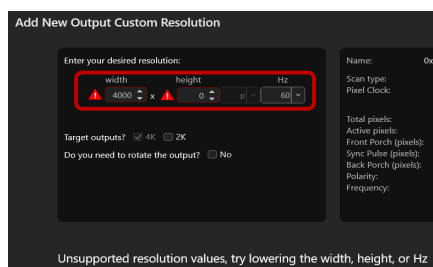 Add New Output Custom Resolution
Enter your desired resolution:
width height Hz
4000 x 0 p 60
Target outputs? 4K 2K
Do you need to rotate the output? No
Name: 0x
Scan type:
Pixel Clock:
Total pixels:
Active pixels:
Front Porch (pixels):
Sync Pulse (pixels):
Back Porch (pixels):
Polarity:
Frequency:
Unsupported resolution values, try lowering the width, height, or Hz